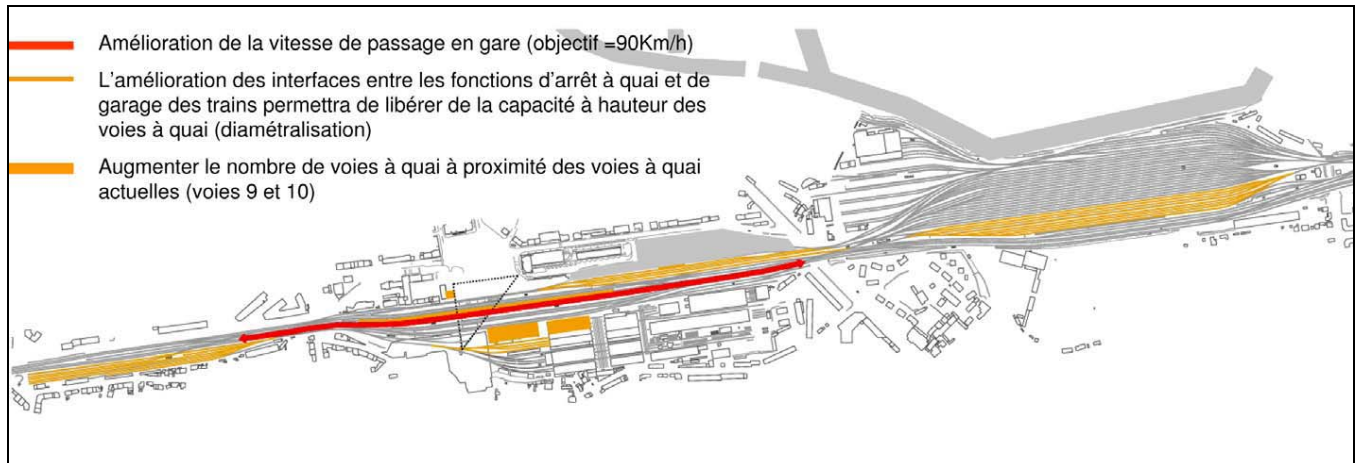 Amélioration de la vitesse de passage en gare (objectif =90Km/h)
L'amélioration des interfaces entre les fonctions d'arrêt à quai et de
garage des trains permettra de libérer de la capacité à hauteur des
voies à quai (diamétralisation)
Augmenter le nombre de voies à quai à proximité des voies à quai
actuelles (voies 9 et 10)